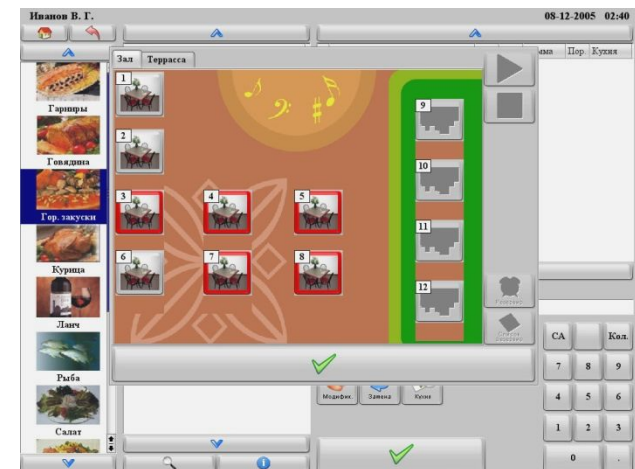 Иванов В. Г.
08-12-2005 02:40
Пор. Кухня
Зал Терраса
1
2
3
4
5
6
7
8
9
10
11
12
Гарниры
Говядина
Гор. закуски
Курица
Ланч
Рыба
Салат
Модифик. Замена Кухня
CA Кол.
7 8 9
4 5 6
1 2 3
0 .